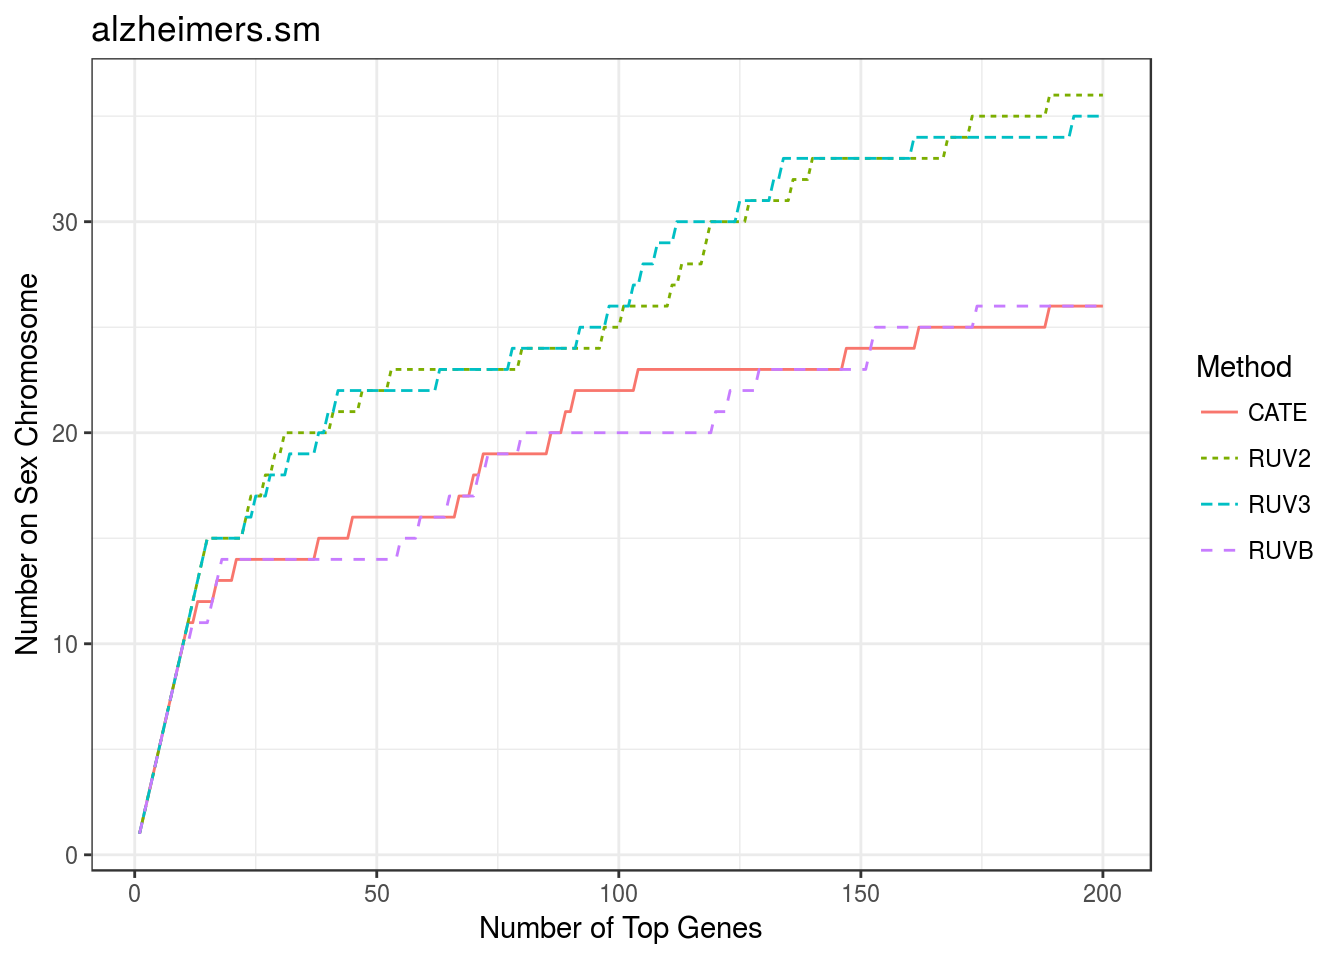 alzheimers.sm
Number on Sex Chromosome
30
20
10
0
0 50 100 150 200
Number of Top Genes
Method
CATE
RUV2
RUV3
RUVB